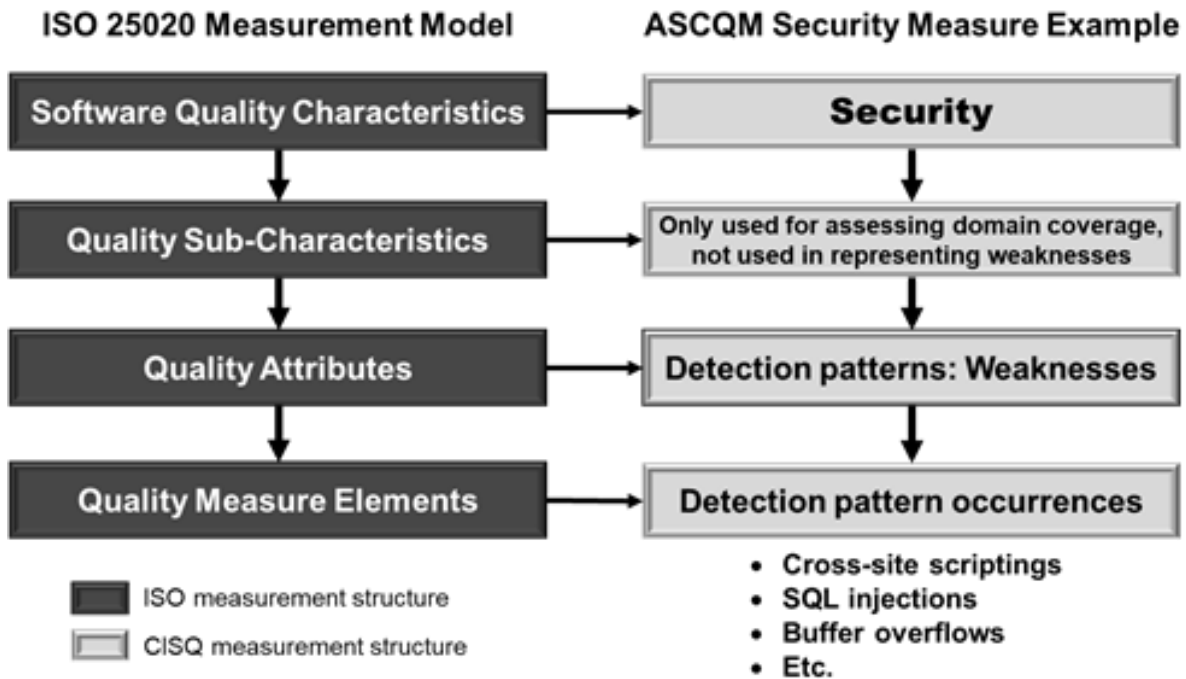 ISO 25020 Measurement Model
ASCQM Security Measure Example
Software Quality Characteristics
Security
Quality Sub-Characteristics
Only used for assessing domain coverage,
not used in representing weaknesses
Quality Attributes
Detection patterns: Weaknesses
Quality Measure Elements
Detection pattern occurrences
• Cross-site scriptings
• SQL injections
• Buffer overflows
• Etc.
ISO measurement structure
CISQ measurement structure